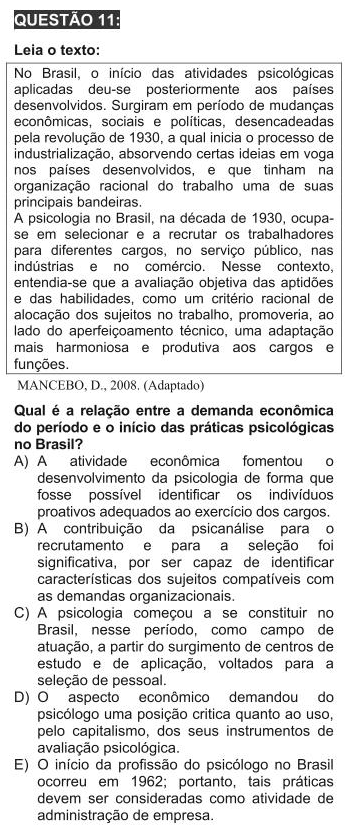 QUESTÃO 11:
Leia o texto:
No Brasil, o início das atividades psicológicas
aplicadas deu-se posteriormente aos países
desenvolvidos. Surgiram em período de mudanças
econômicas, sociais e políticas, desencadeadas
pela revolução de 1930, a qual inicia o processo de
industrialização, absorvendo certas ideias em voga
nos países desenvolvidos, e que tinham na
organização racional do trabalho uma de suas
principais bandeiras.
A psicologia no Brasil, na década de 1930, ocupa-
se em selecionar e a recrutar os trabalhadores
para diferentes cargos, no serviço público, nas
indústrias e no comércio. Nesse contexto,
entendia-se que a avaliação objetiva das aptidões
e das habilidades, como um critério racional de
alocação dos sujeitos no trabalho, promoveria, ao
lado do aperfeiçoamento técnico, uma adaptação
mais harmoniosa e produtiva aos cargos e
funções.
MANCEBO, D., 2008. (Adaptado)
Qual é a relação entre a demanda econômica
do período e o início das práticas psicológicas
no Brasil?
A) A atividade econômica fomentou o
desenvolvimento da psicologia de forma que
fosse possível identificar os indivíduos
proativos adequados ao exercício dos cargos.
B) A contribuição da psicanálise para o
recrutamento e para a seleção foi
significativa, por ser capaz de identificar
características dos sujeitos compatíveis com
as demandas organizacionais.
C) A psicologia começou a se constituir no
Brasil, nesse período, como campo de
atuação, a partir do surgimento de centros de
estudo e de aplicação, voltados para a
seleção de pessoal.
D) O aspecto econômico demandou do
psicólogo uma posição critica quanto ao uso,
pelo capitalismo, dos seus instrumentos de
avaliação psicológica.
E) O início da profissão do psicólogo no Brasil
ocorreu em 1962; portanto, tais práticas
devem ser consideradas como atividade de
administração de empresa.